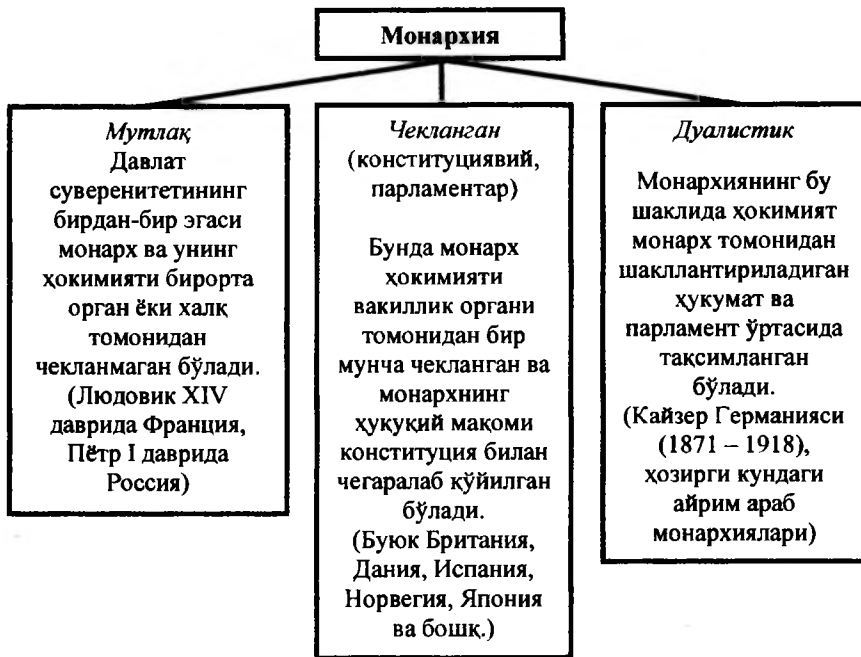 Монархия
Мутлақ
Давлат
суверенитетининг
бирдан-бир эгаси
монарх ва унинг
ҳокимияти бирорта
орган ёки халқ
томонидан
чекланмаган бўлади.
(Людовик XIV
даврида Франция,
Пётр I даврида
Россия)
Чекланган
(конституциявий,
парламентар)
Бунда монарх
ҳокимияти
вакиллик органи
томонидан бир
мунча чекланган ва
монархнинг
ҳуқуқий мақоми
конституция билан
чегаралаб қўйилган
бўлади.
(Буюк Британия,
Дания, Испания,
Норвегия, Япония
ва бошқ.)
Дуалистик
Монархиянинг бу
шаклида ҳокимият
монарх томонидан
шакллантириладиган
ҳукумат ва
парламент ўртасида
тақсимланган
бўлади.
(Кайзер Германияси
(1871 – 1918),
ҳозирги кундаги
айрим араб
монархиялари)